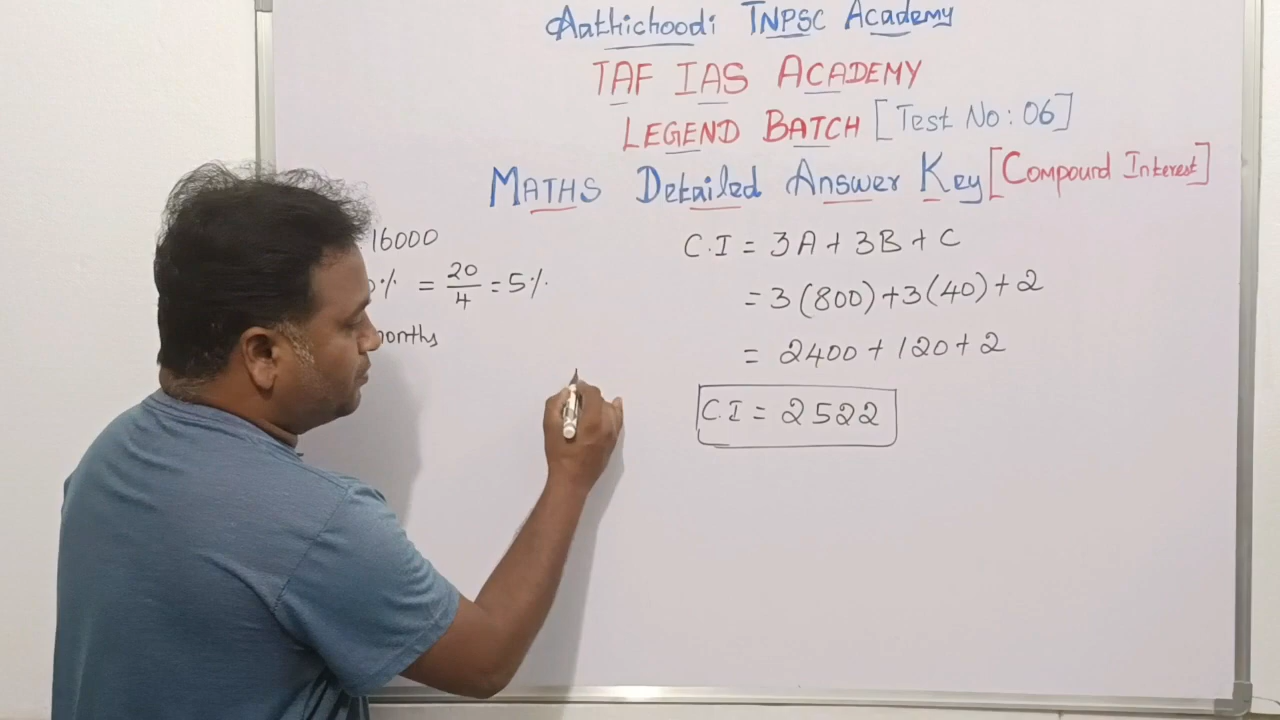 Aathichoodi TNPSC Academy
TAF IAS ACADEMY
LEGEND BATCH [Test No: 06]
MATHS Detailed Answer Key [Compound Interest]
16000
% = 20/4 = 5%
months
C.I = 3A + 3B + C
= 3(800) + 3(40) + 2
= 2400 + 120 + 2
C.I = 2522